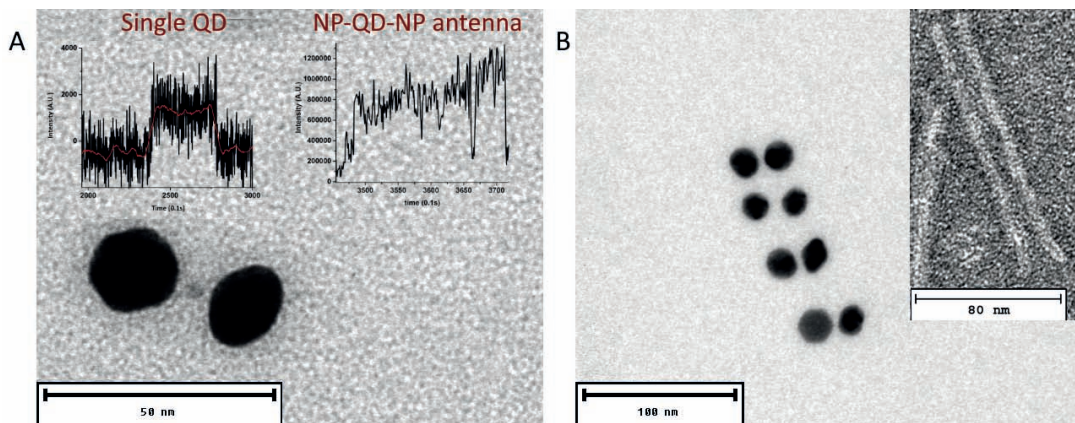 A
Single QD
NP-QD-NP antenna
B
4000
2000
0
Intensity (A.U.)
2000
2500
3000
Time (0.1s)
1200000
1000000
800000
600000
400000
200000
0
Intensity (A.U.)
3500
3550
3600
3650
3700
time (0.1s)
50 nm
100 nm
80 nm